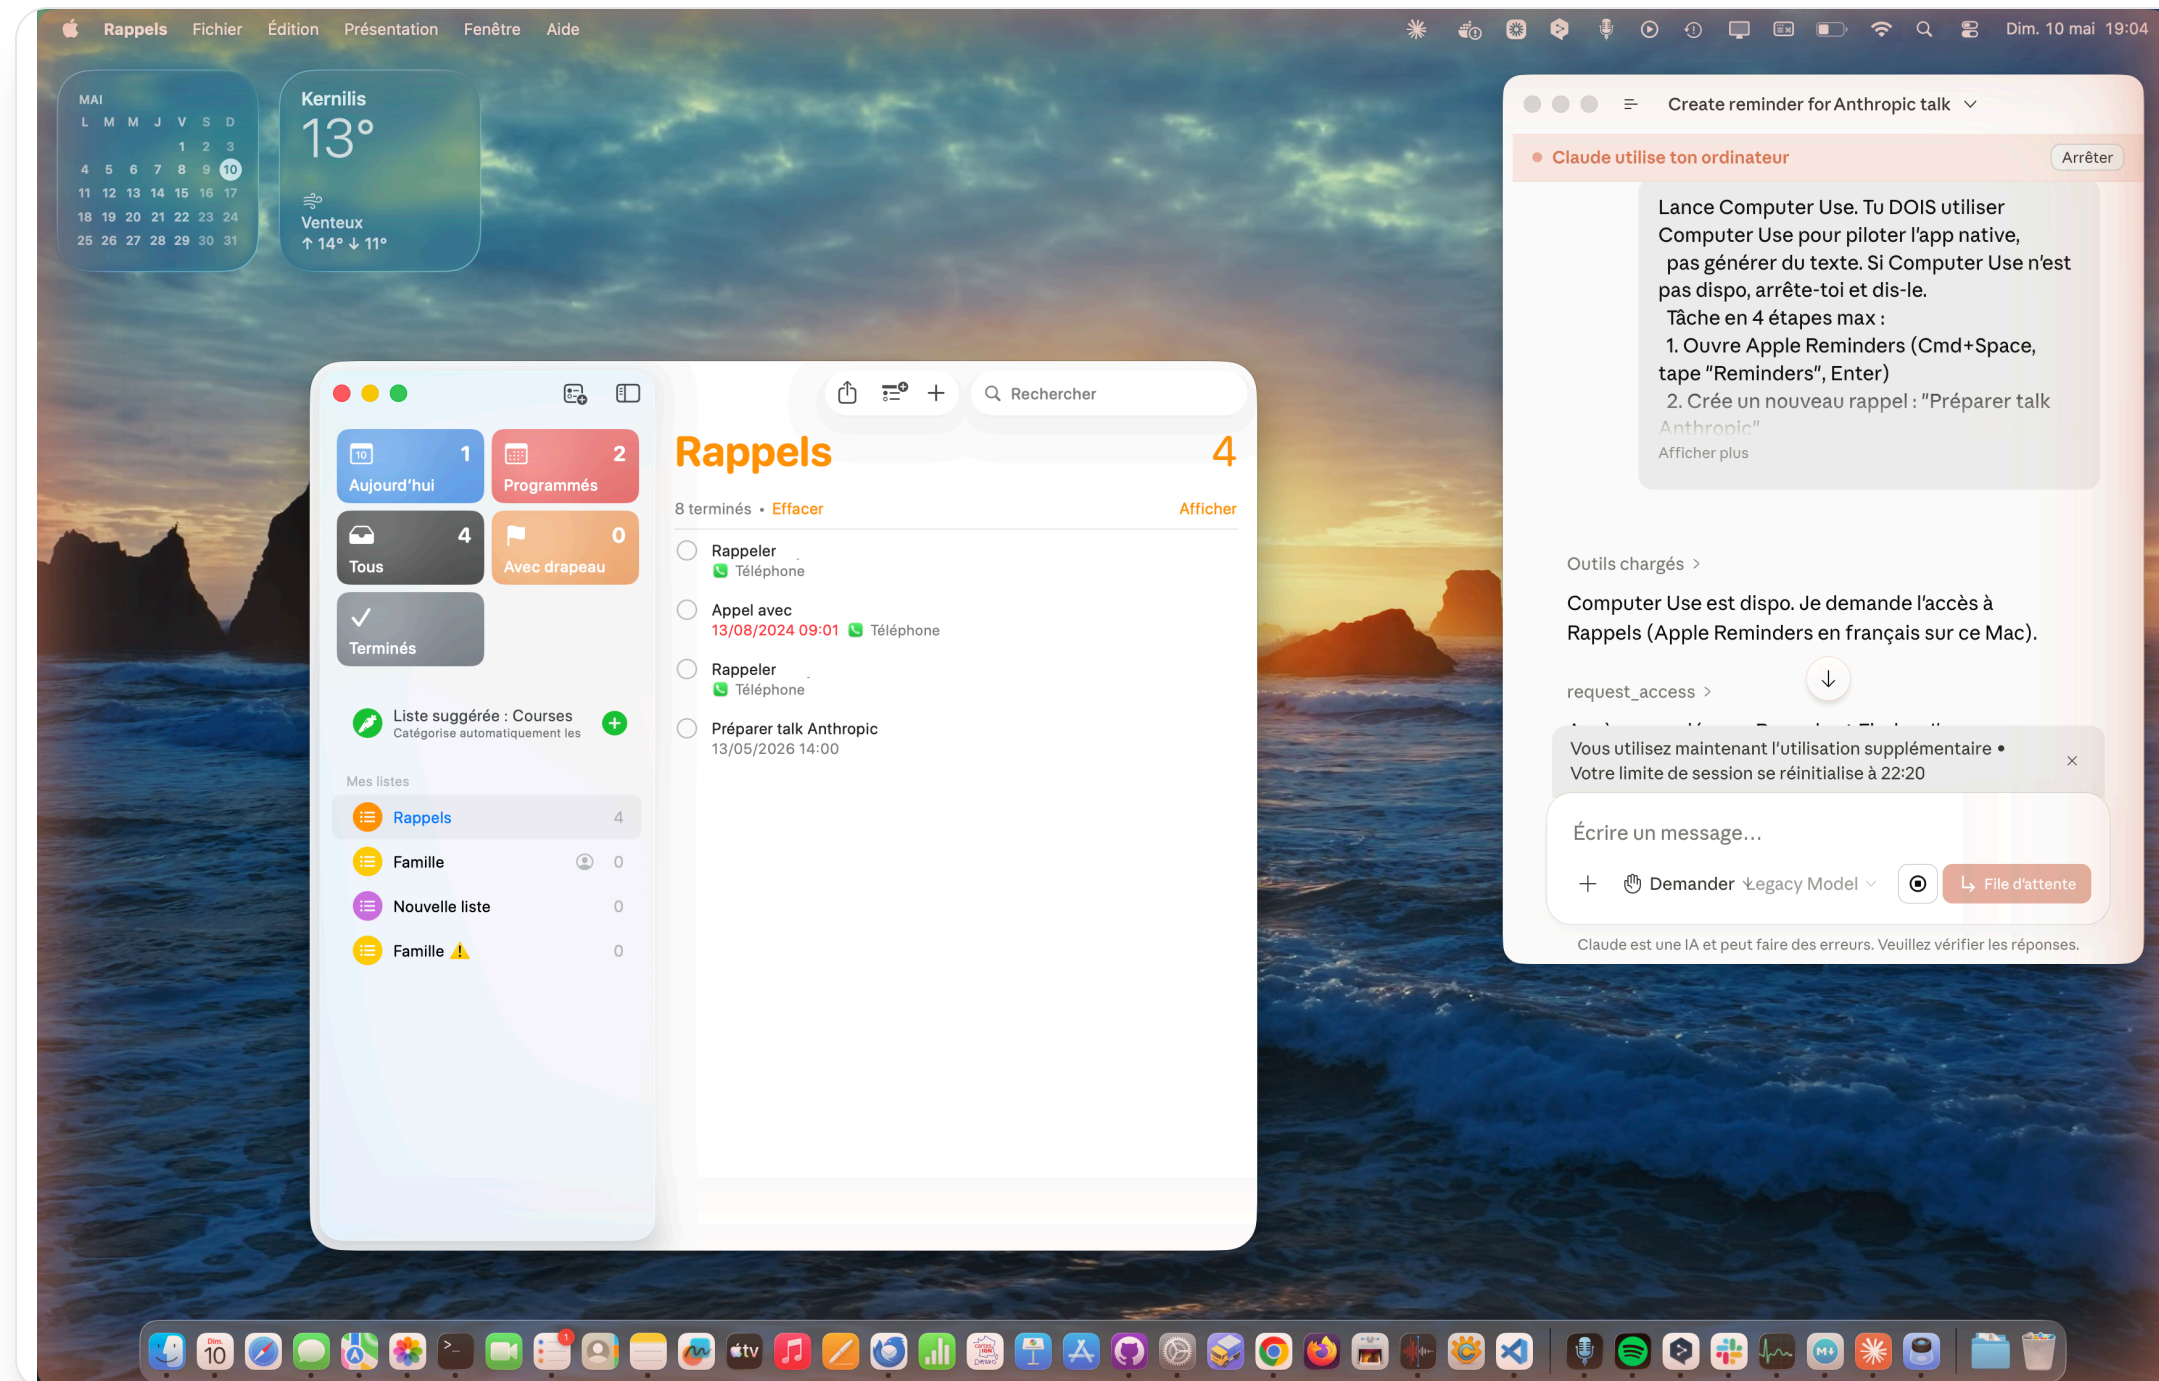 Rappels Fichier Édition Présentation Fenêtre Aide
Dim. 10 mai 19:04
MAI
L M M J V S D
1 2 3
4 5 6 7 8 9 10
11 12 13 14 15 16 17
18 19 20 21 22 23 24
25 26 27 28 29 30 31
Kernilis
13°
Venteux
↑ 14° ↓ 11°
Rechercher
10 1
Aujourd'hui
2
Programmés
4
Tous
0
Avec drapeau
Terminés
Liste suggérée : Courses
Catégorise automatiquement les
Mes listes
Rappels 4
Famille 0
Nouvelle liste 0
Famille ⚠️ 0
Rappels 4
8 terminés • Effacer Afficher
Rappeler
Téléphone
Appel avec
13/08/2024 09:01 Téléphone
Rappeler
Téléphone
Préparer talk Anthropic
13/05/2026 14:00
Create reminder for Anthropic talk
Claude utilise ton ordinateur Arrêter
Lance Computer Use. Tu DOIS utiliser
Computer Use pour piloter l'app native,
pas générer du texte. Si Computer Use n'est
pas dispo, arrête-toi et dis-le.
Tâche en 4 étapes max :
1. Ouvre Apple Reminders (Cmd+Space,
tape "Reminders", Enter)
2. Crée un nouveau rappel : "Préparer talk
Anthropic"
Afficher plus
Outils chargés >
Computer Use est dispo. Je demande l'accès à
Rappels (Apple Reminders en français sur ce Mac).
request_access >
Vous utilisez maintenant l'utilisation supplémentaire •
Votre limite de session se réinitialise à 22:20
Écrire un message…
Demander Legacy Model File d'attente
Claude est une IA et peut faire des erreurs. Veuillez vérifier les réponses.
Dim.
10
1
tv
M+